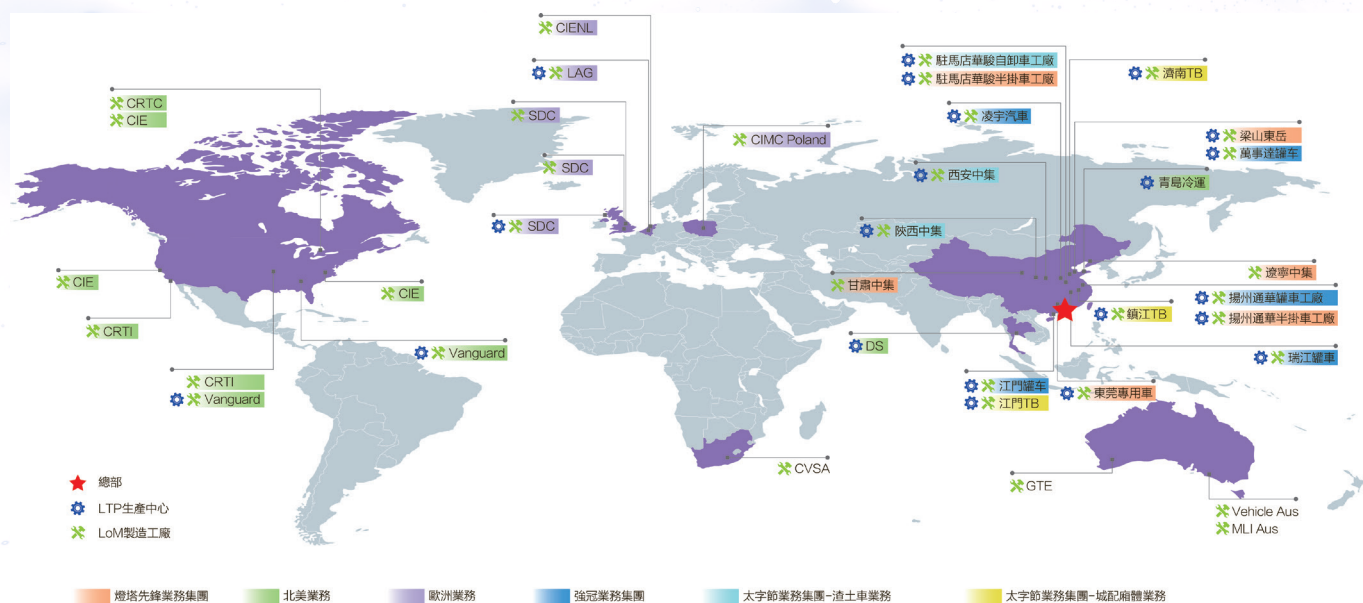 CIENL
LAG
SDC
SDC
SDC
CIMC Poland
CRTC
CIE
CIE
CRTI
CIE
Vanguard
CRTI
Vanguard
駐馬店華駿自卸車工廠
駐馬店華駿半掛車工廠
濟南TB
凌宇汽車
梁山東岳
萬事達罐车
西安中集
青島冷運
陝西中集
甘肅中集
遼寧中集
揚州通華罐車工廠
揚州通華半掛車工廠
鎮江TB
DS
瑞江罐車
江門罐车
江門TB
東莞專用車
CVSA
GTE
Vehicle Aus
MLI Aus
總部
LTP生產中心
LoM製造工廠
燈塔先鋒業務集團
北美業務
歐洲業務
強冠業務集團
太字節業務集團-渣土車業務
太字節業務集團-城配廂體業務